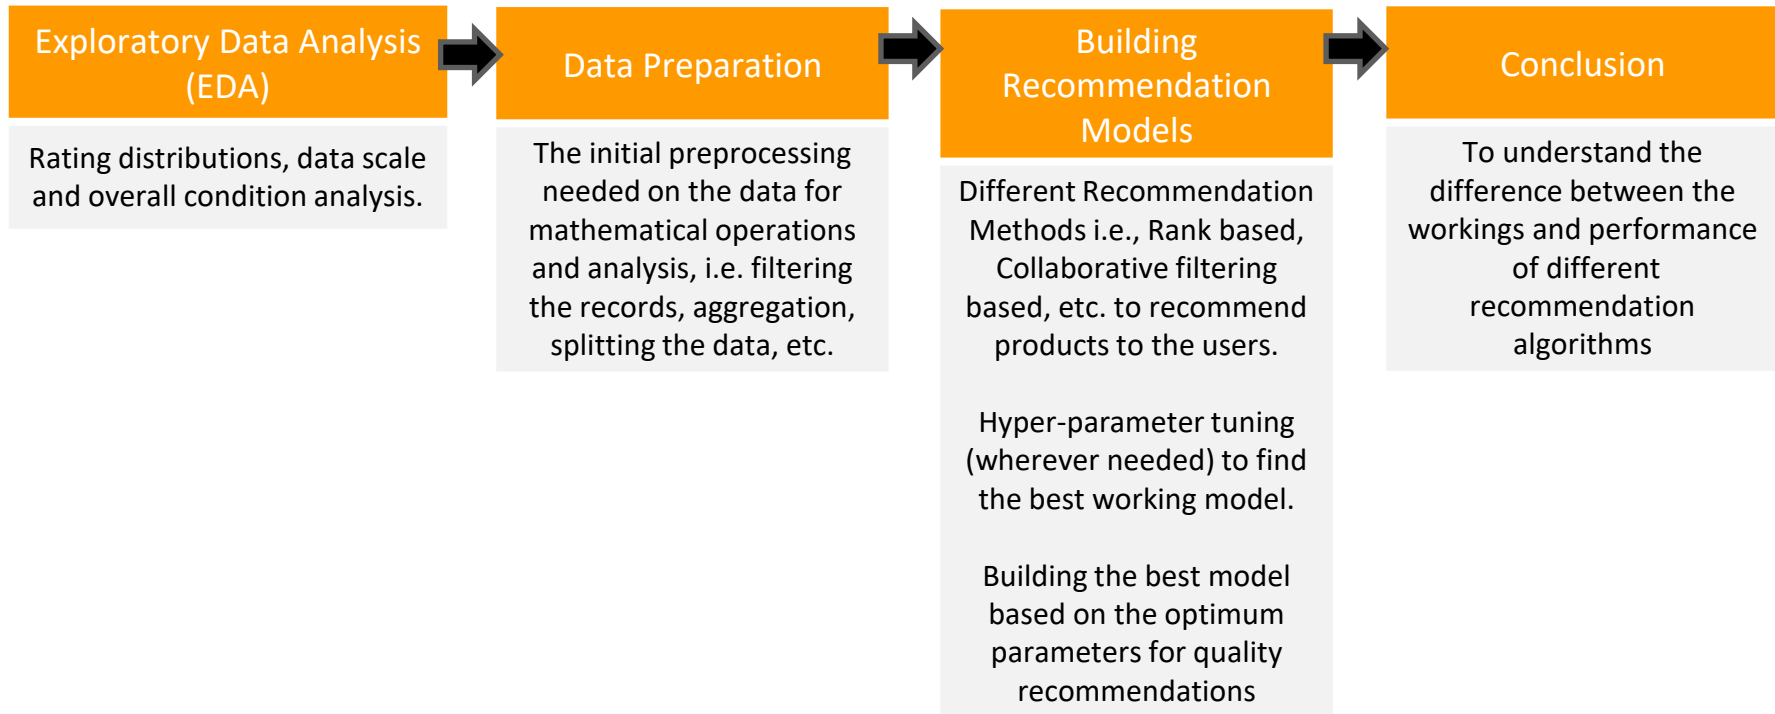 Exploratory Data Analysis
(EDA)
Rating distributions, data scale
and overall condition analysis.
Data Preparation
The initial preprocessing
needed on the data for
mathematical operations
and analysis, i.e. filtering
the records, aggregation,
splitting the data, etc.
Building
Recommendation
Models
Different Recommendation
Methods i.e., Rank based,
Collaborative filtering
based, etc. to recommend
products to the users.
Hyper-parameter tuning
(wherever needed) to find
the best working model.
Building the best model
based on the optimum
parameters for quality
recommendations
Conclusion
To understand the
difference between the
workings and performance
of different
recommendation
algorithms